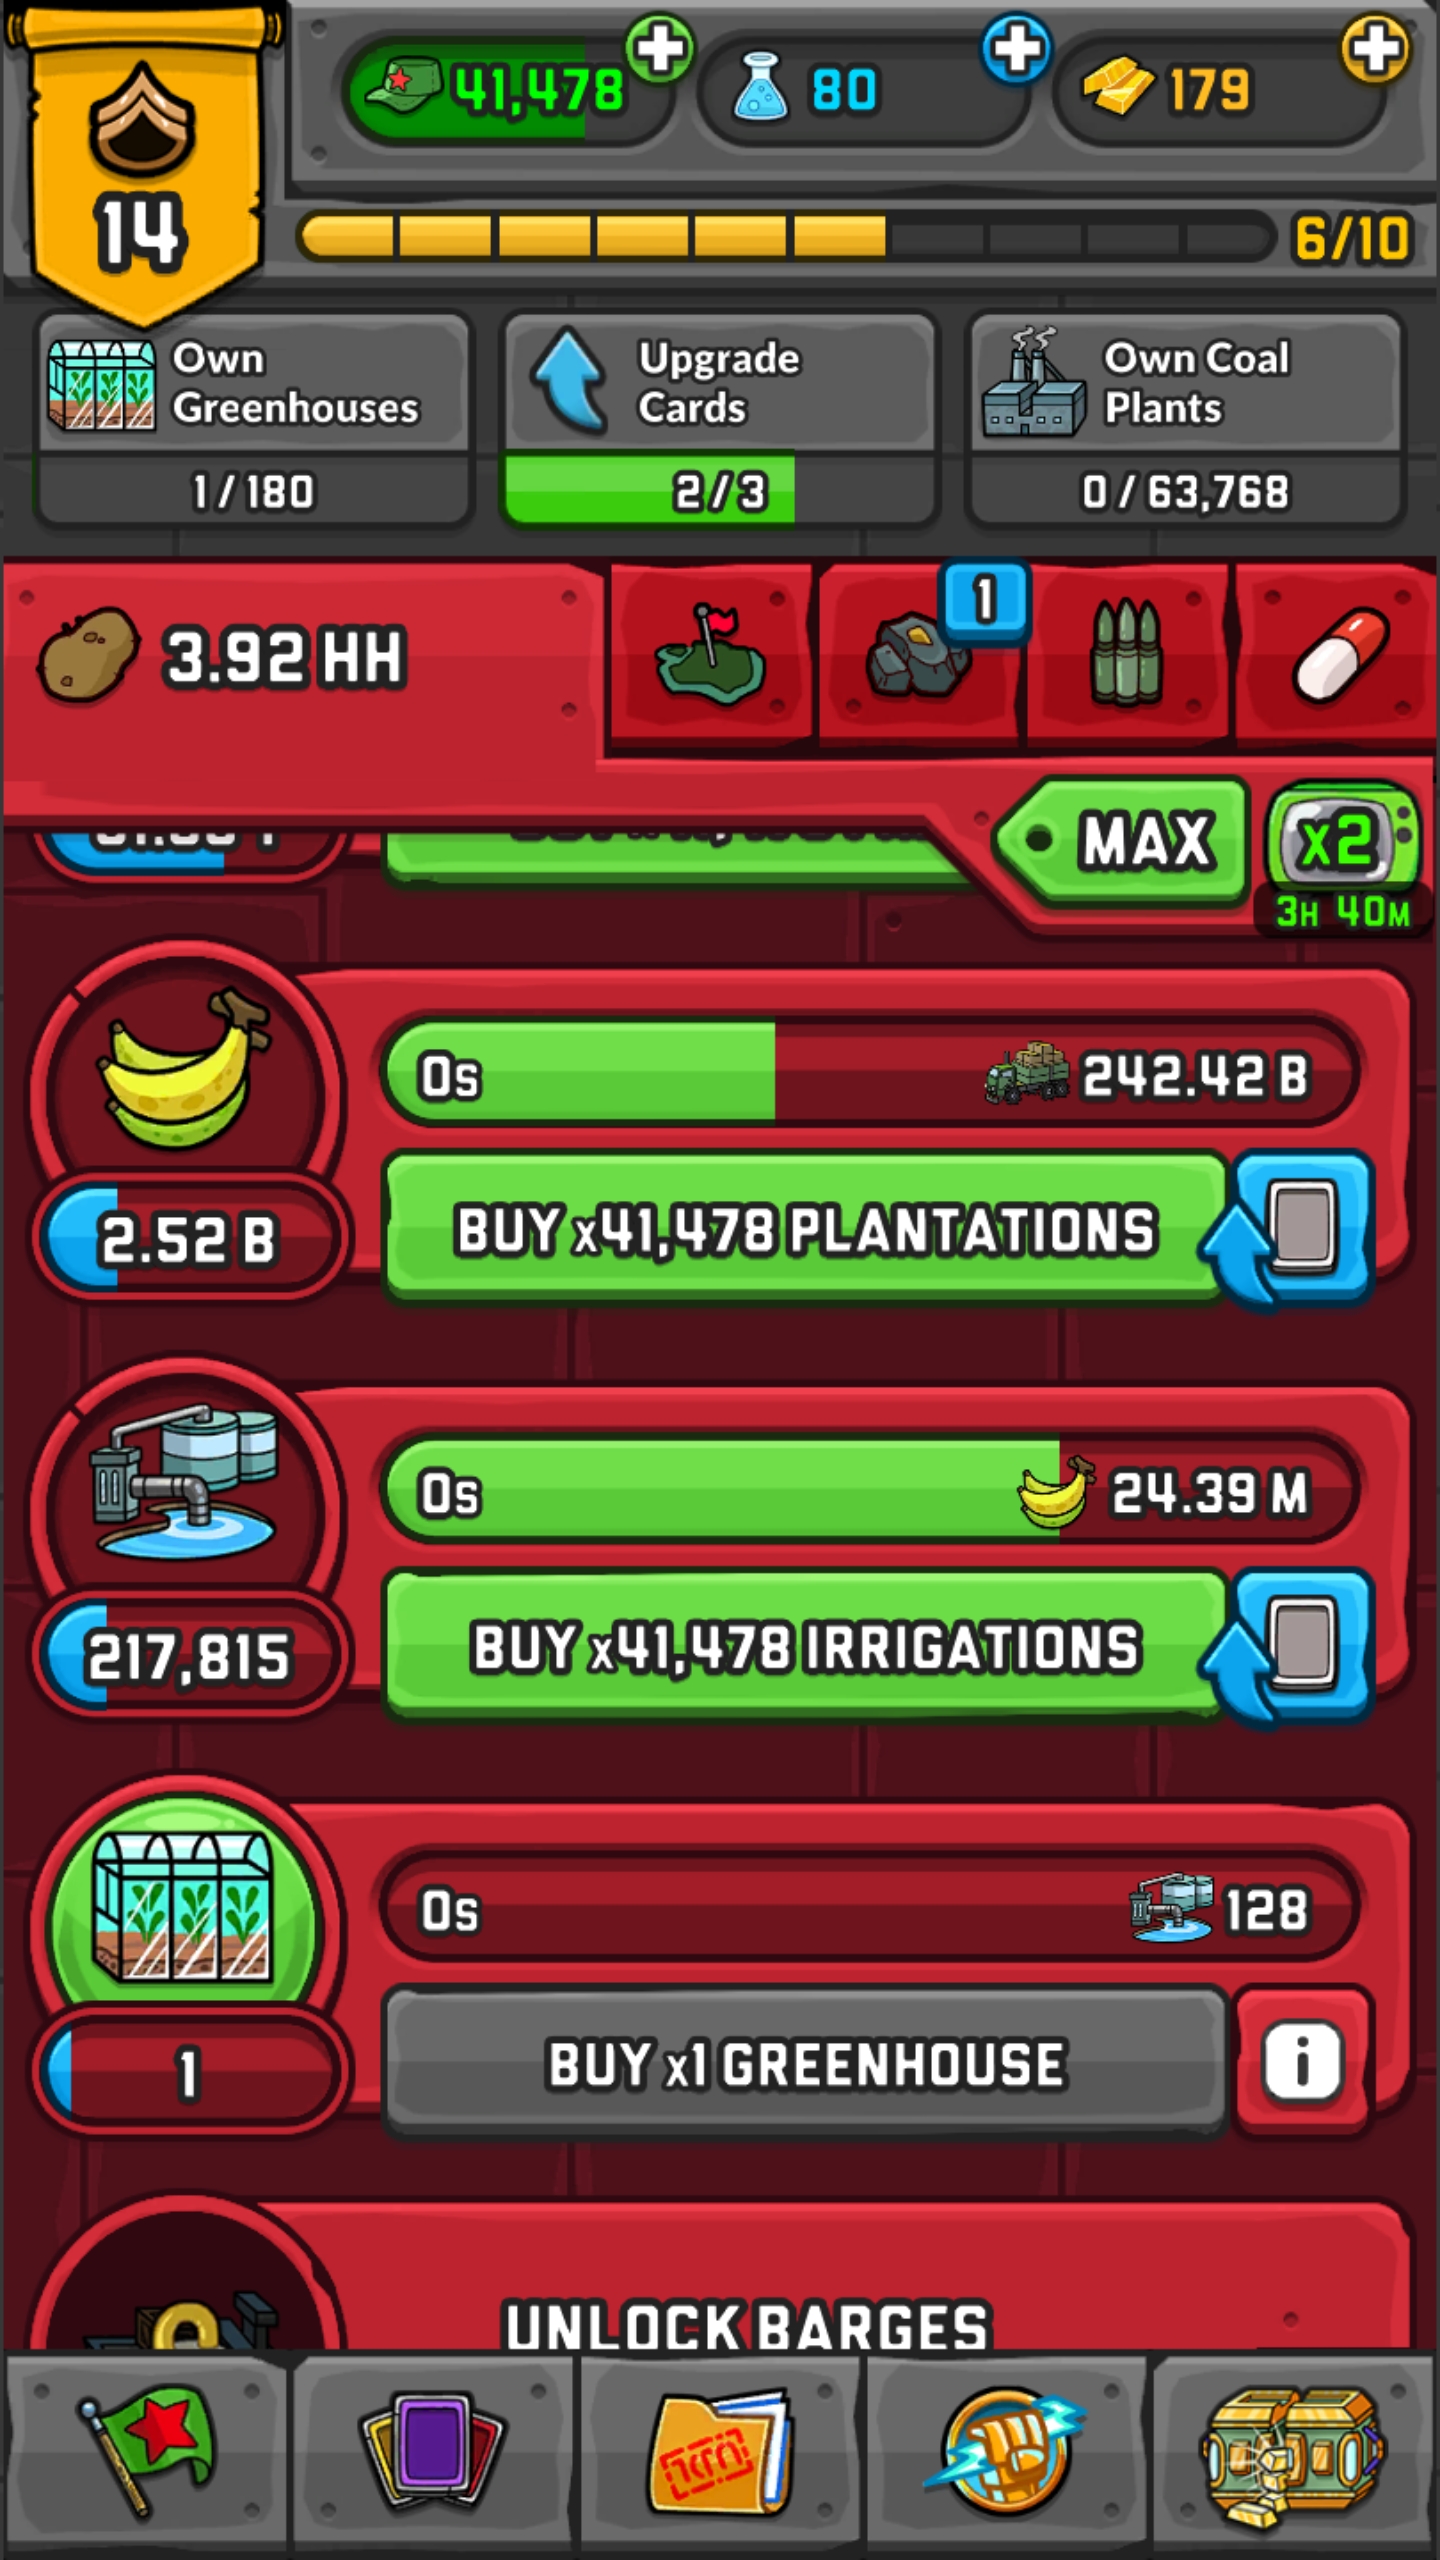 14
41,478
80
179
6/10
Own
Greenhouses
1/180
Upgrade
Cards
2/3
Own Coal
Plants
0/63,768
3.92 HH
1
MAX
x2
3H 40M
0s
242.42 B
2.52 B
BUY x41,478 PLANTATIONS
0s
24.39 M
217,815
BUY x41,478 IRRIGATIONS
0s
128
1
BUY x1 GREENHOUSE
i
UNLOCK BARGES